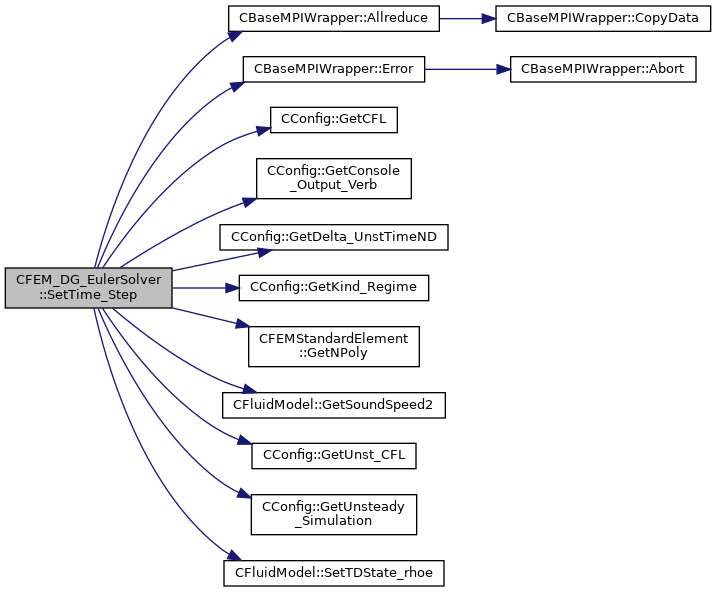 CFEM_DG_EulerSolver
::SetTime_Step
CBaseMPIWrapper::Allreduce
CBaseMPIWrapper::CopyData
CBaseMPIWrapper::Error
CBaseMPIWrapper::Abort
CConfig::GetCFL
CConfig::GetConsole
_Output_Verb
CConfig::GetDelta_UnstTimeND
CConfig::GetKind_Regime
CFEMStandardElement
::GetNPoly
CFluidModel::GetSoundSpeed2
CConfig::GetUnst_CFL
CConfig::GetUnsteady
_Simulation
CFluidModel::SetTDState_rhoe